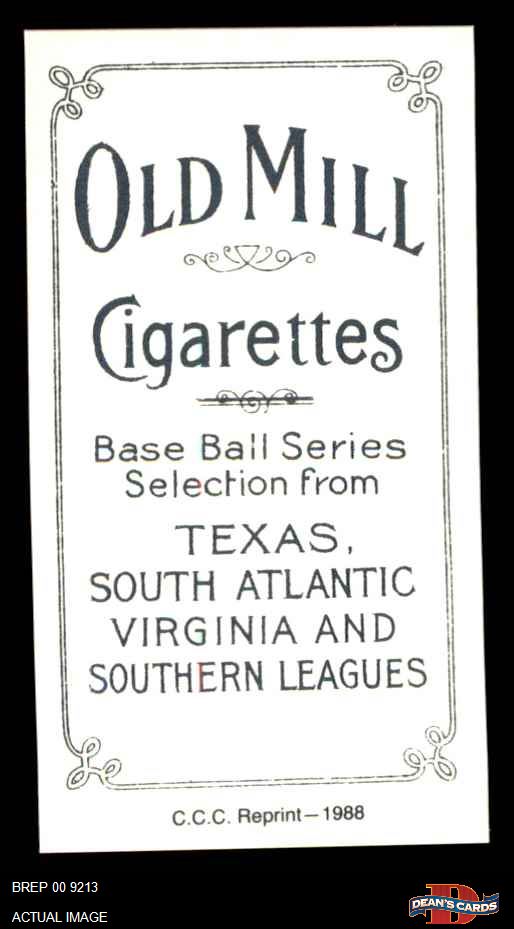 OLD MILL
Cigarettes
Base Ball Series
Selection from
TEXAS,
SOUTH ATLANTIC
VIRGINIA AND
SOUTHERN LEAGUES
C.C.C. Reprint—1988
BREP 00 9213
ACTUAL IMAGE
D
DEAN'S CARDS